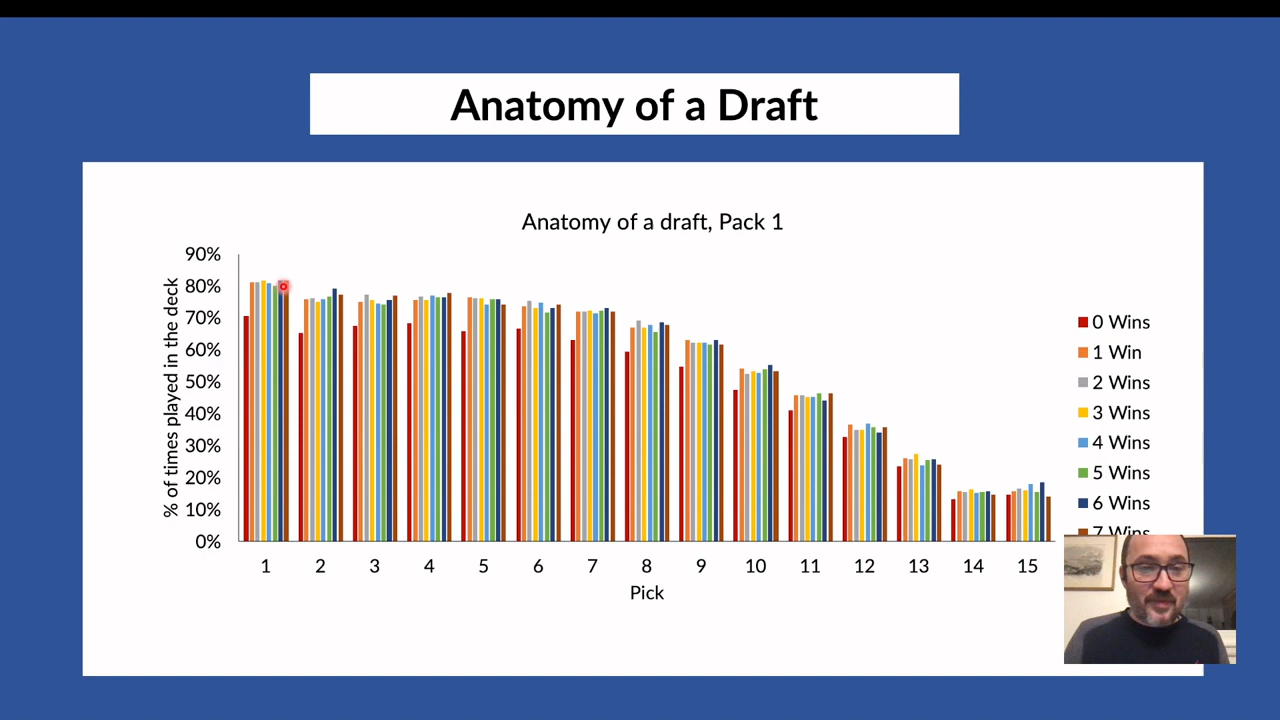 Anatomy of a Draft
Anatomy of a draft, Pack 1
% of times played in the deck
90%
80%
70%
60%
50%
40%
30%
20%
10%
0%
1 2 3 4 5 6 7 8 9 10 11 12 13 14 15
Pick
0 Wins
1 Win
2 Wins
3 Wins
4 Wins
5 Wins
6 Wins
7 Wins